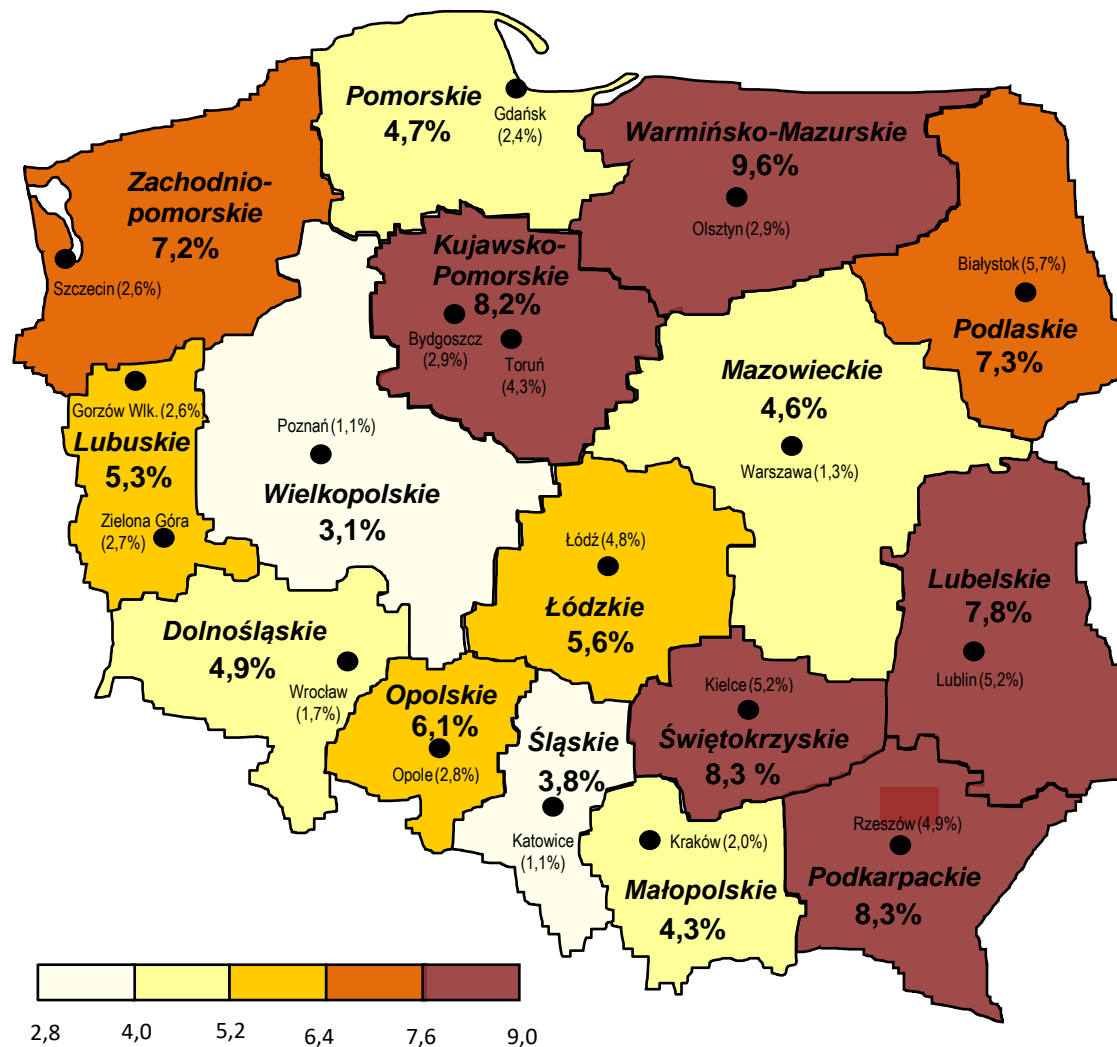 Pomorskie
4,7%
Gdańsk
(2,4%)
Warmińsko-Mazurskie
9,6%
Olsztyn (2,9%)
Zachodnio-
pomorskie
7,2%
Szczecin (2,6%)
Kujawsko-
Pomorskie
8,2%
Bydgoszcz
(2,9%)
Toruń
(4,3%)
Białystok (5,7%)
Podlaskie
7,3%
Mazowieckie
4,6%
Warszawa (1,3%)
Gorzów Wlk. (2,6%)
Lubuskie
5,3%
Zielona Góra
(2,7%)
Poznań (1,1%)
Wielkopolskie
3,1%
Łódź (4,8%)
Łódzkie
5,6%
Lubelskie
7,8%
Lublin (5,2%)
Dolnośląskie
4,9%
Wrocław
(1,7%)
Opolskie
6,1%
Opole (2,8%)
Śląskie
3,8%
Katowice
(1,1%)
Kielce (5,2%)
Świętokrzyskie
8,3 %
Kraków (2,0%)
Małopolskie
4,3%
Rzeszów (4,9%)
Podkarpackie
8,3%
2,8 4,0 5,2 6,4 7,6 9,0